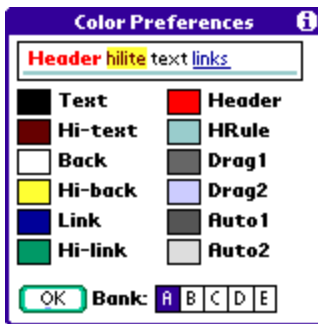 Color Preferences i
Header hilite text links
Text Header
Hi-text HRule
Back Drag1
Hi-back Drag2
Link Auto1
Hi-link Auto2
OK Bank: A B C D E